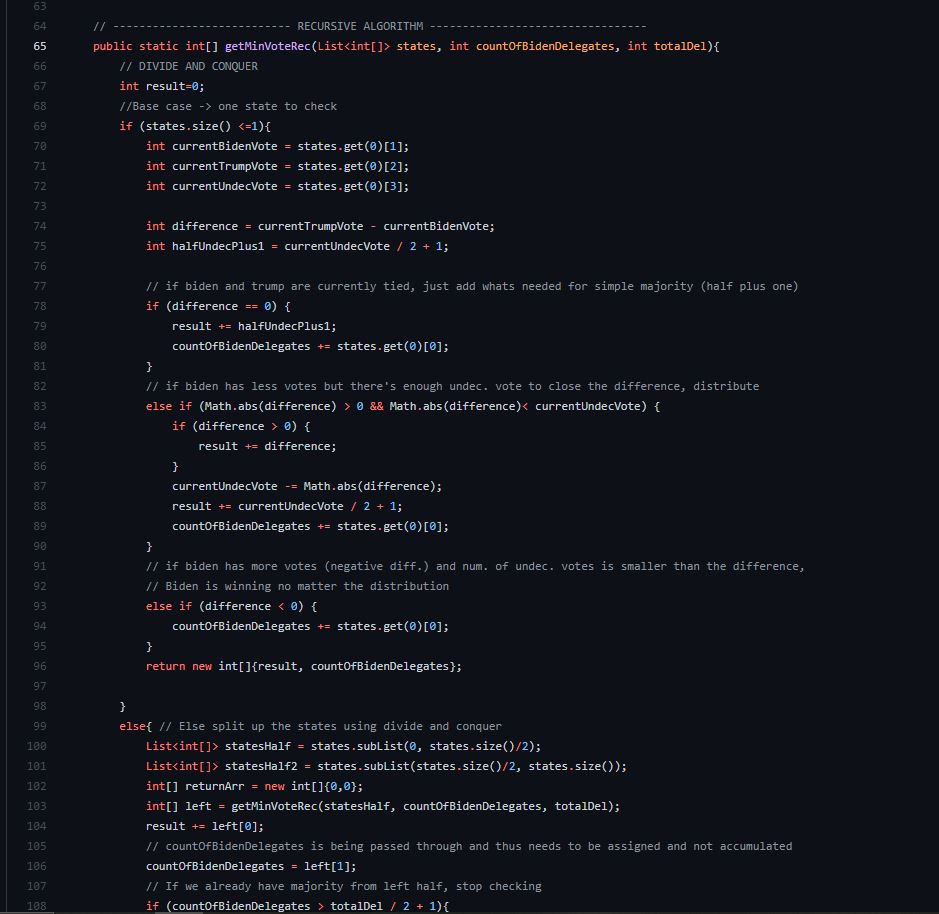 63
64 // --------------------------- RECURSIVE ALGORITHM ---------------------------------
65 public static int[] getMinVoteRec(List<int[]> states, int countOfBidenDelegates, int totalDel){
66 // DIVIDE AND CONQUER
67 int result=0;
68 //Base case -> one state to check
69 if (states.size() <=1){
70 int currentBidenVote = states.get(0)[1];
71 int currentTrumpVote = states.get(0)[2];
72 int currentUndecVote = states.get(0)[3];
73
74 int difference = currentTrumpVote - currentBidenVote;
75 int halfUndecPlus1 = currentUndecVote / 2 + 1;
76
77 // if biden and trump are currently tied, just add whats needed for simple majority (half plus one)
78 if (difference == 0) {
79 result += halfUndecPlus1;
80 countOfBidenDelegates += states.get(0)[0];
81 }
82 // if biden has less votes but there's enough undec. vote to close the difference, distribute
83 else if (Math.abs(difference) > 0 && Math.abs(difference)< currentUndecVote) {
84 if (difference > 0) {
85 result += difference;
86 }
87 currentUndecVote -= Math.abs(difference);
88 result += currentUndecVote / 2 + 1;
89 countOfBidenDelegates += states.get(0)[0];
90 }
91 // if biden has more votes (negative diff.) and num. of undec. votes is smaller than the difference,
92 // Biden is winning no matter the distribution
93 else if (difference < 0) {
94 countOfBidenDelegates += states.get(0)[0];
95 }
96 return new int[]{result, countOfBidenDelegates};
97
98 }
99 else{ // Else split up the states using divide and conquer
100 List<int[]> statesHalf = states.subList(0, states.size()/2);
101 List<int[]> statesHalf2 = states.subList(states.size()/2, states.size());
102 int[] returnArr = new int[]{0,0};
103 int[] left = getMinVoteRec(statesHalf, countOfBidenDelegates, totalDel);
104 result += left[0];
105 // countOfBidenDelegates is being passed through and thus needs to be assigned and not accumulated
106 countOfBidenDelegates = left[1];
107 // If we already have majority from left half, stop checking
108 if (countOfBidenDelegates > totalDel / 2 + 1){